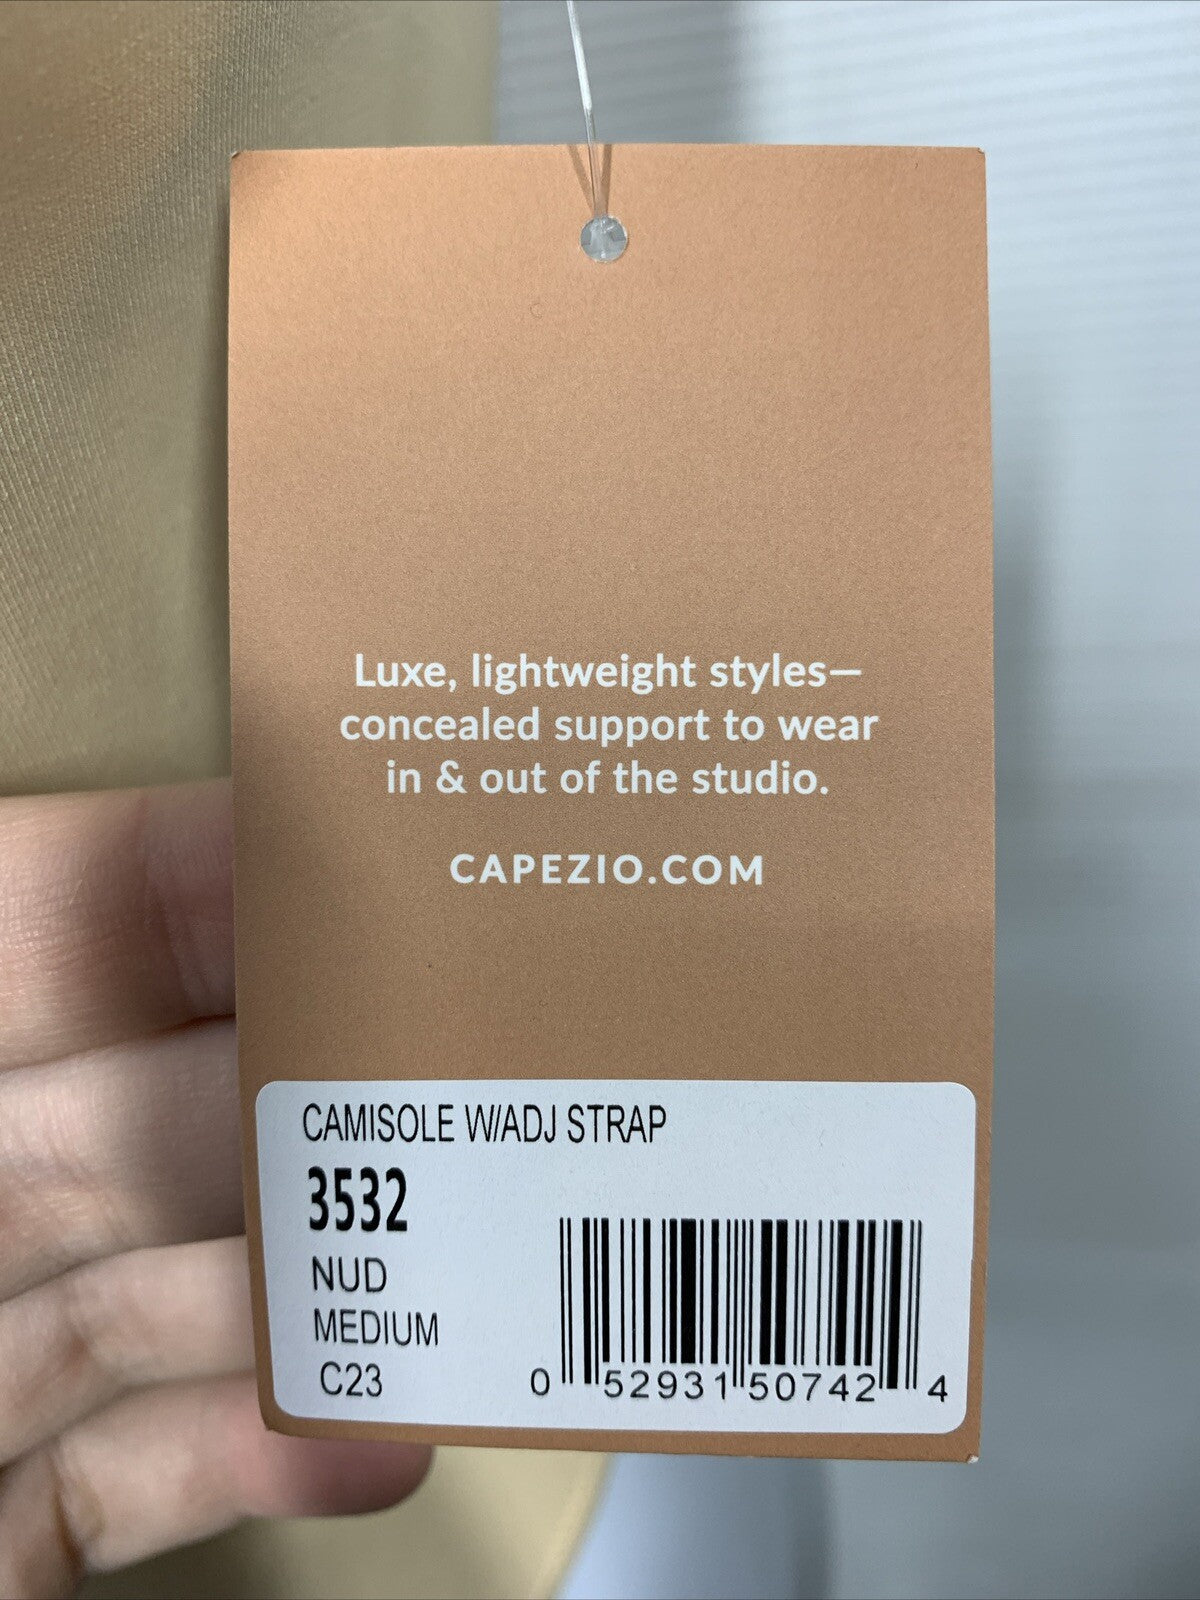 Luxe, lightweight styles—
concealed support to wear
in & out of the studio.
CAPEZIO.COM
CAMISOLE W/ADJ STRAP
3532
NUD
MEDIUM
C23
0 52931 50742 4